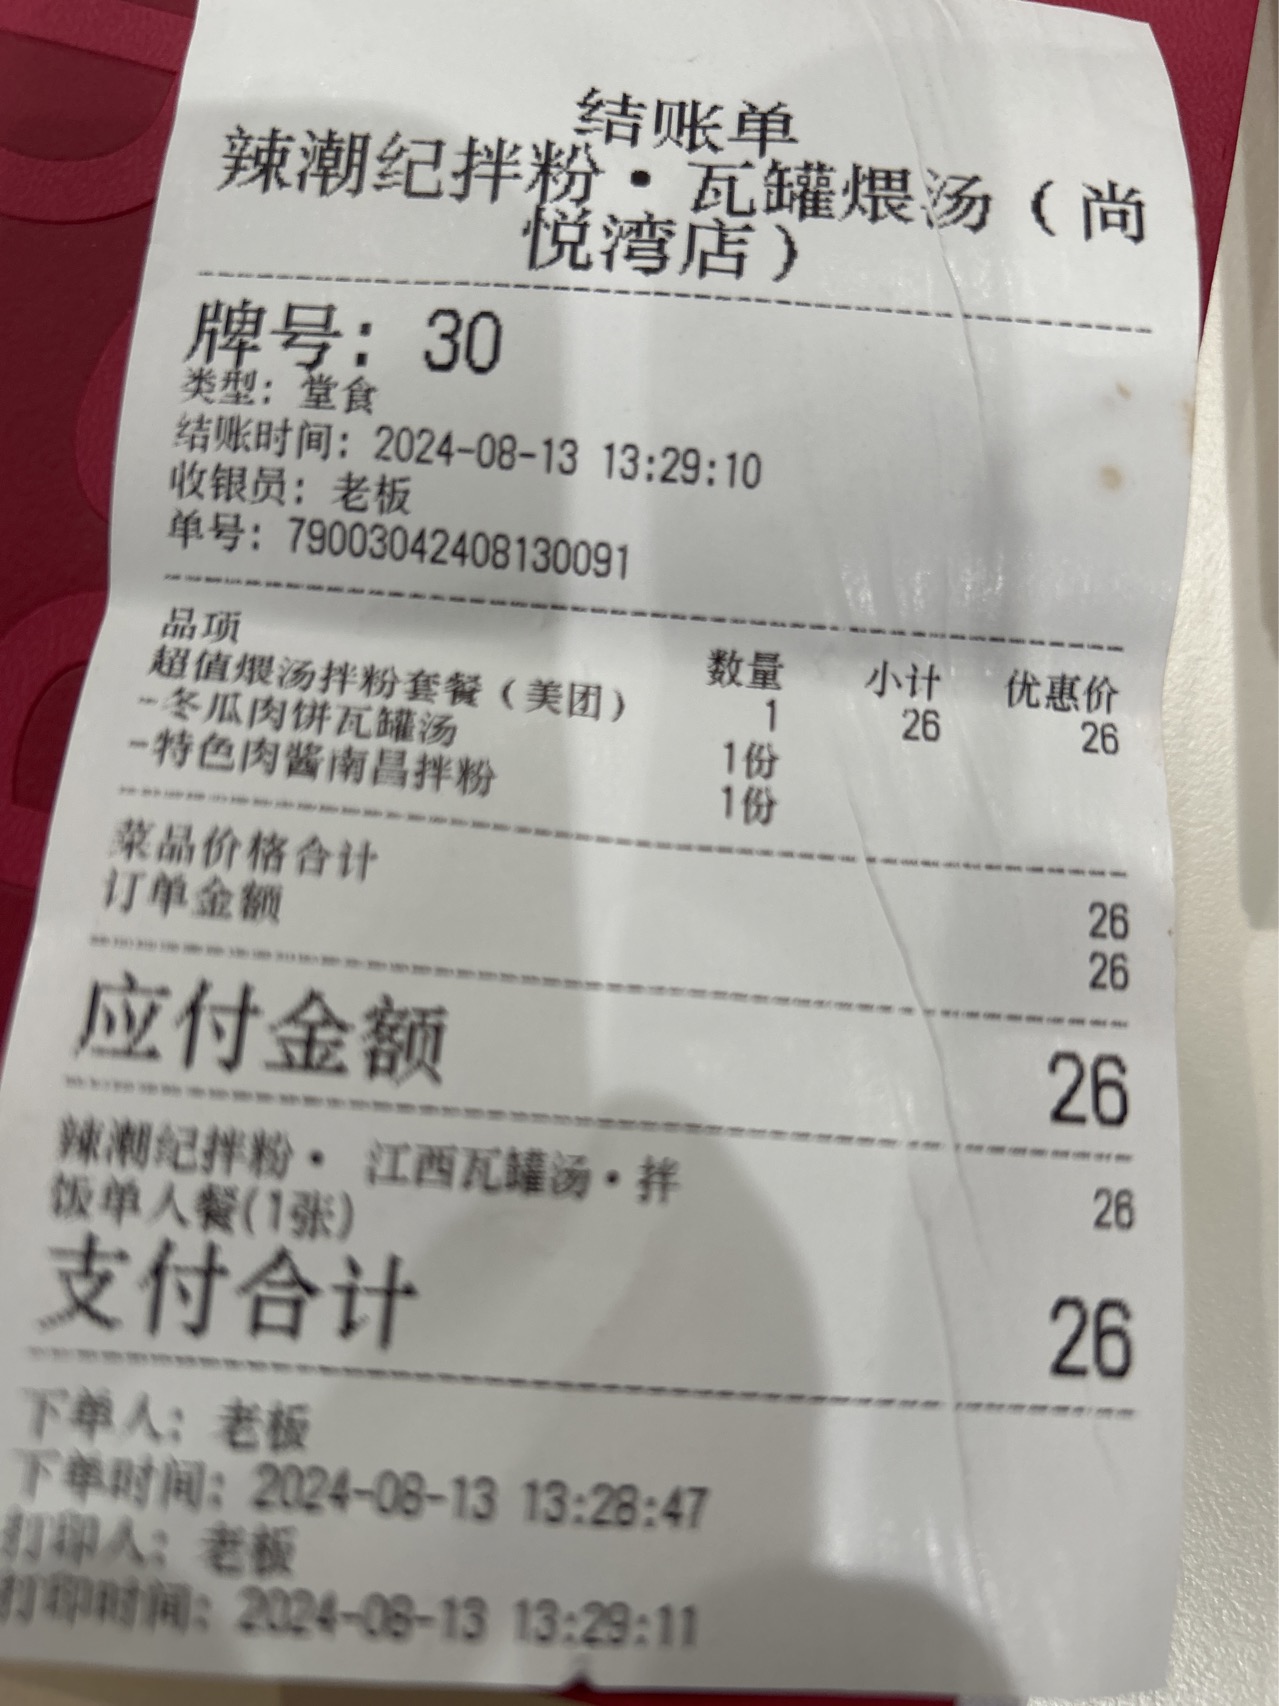 结账单
辣潮纪拌粉·瓦罐煨汤（尚
悦湾店）
牌号：30
类型：堂食
结账时间：2024-08-13 13:29:10
收银员：老板
单号：79003042408130091
品项 数量 小计 优惠价
超值煨汤拌粉套餐（美团） 1 26 26
-冬瓜肉饼瓦罐汤 1份
-特色肉酱南昌拌粉 1份
菜品价格合计 26
订单金额 26
应付金额 26
辣潮纪拌粉· 江西瓦罐汤·拌
饭单人餐(1张) 26
支付合计 26
下单人：老板
下单时间：2024-08-13 13:28:47
打印人：老板
打印时间：2024-08-13 13:29:11